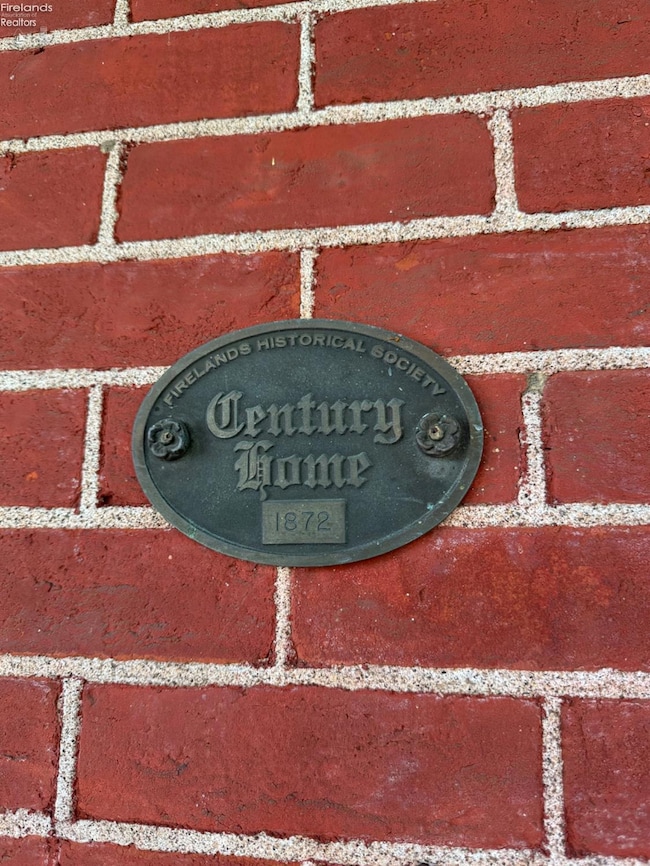 Firelands
Association of
Realtors
FIRELANDS HISTORICAL SOCIETY
Century
Home
1872